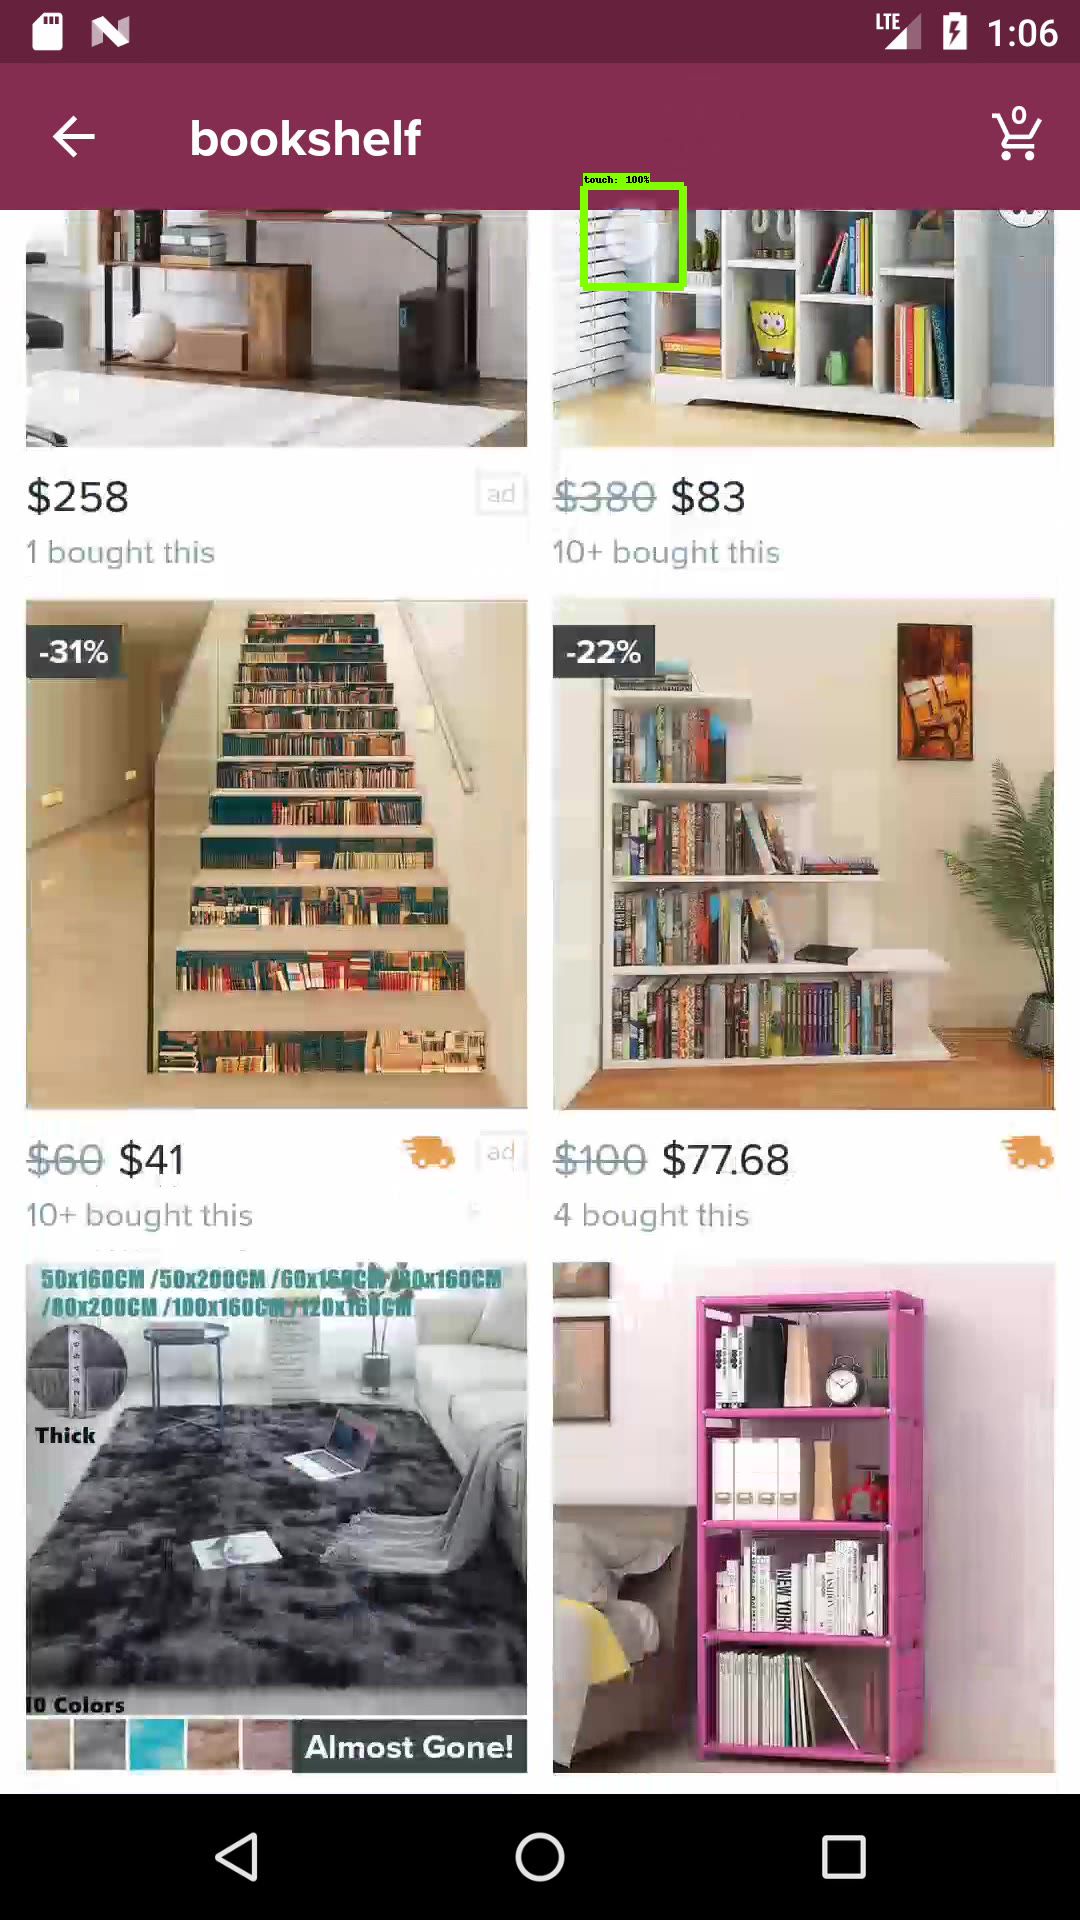 LTE 1:06
bookshelf
0
touch: 100%
$258
ad
$380 $83
1 bought this
10+ bought this
-31%
-22%
$60 $41
ad
$100 $77.68
10+ bought this
4 bought this
50x160CM /50x200CM /60x160CM /80x160CM
/80x200CM /100x160CM /120x160CM
Thick
NEW YORK
10 Colors
Almost Gone!